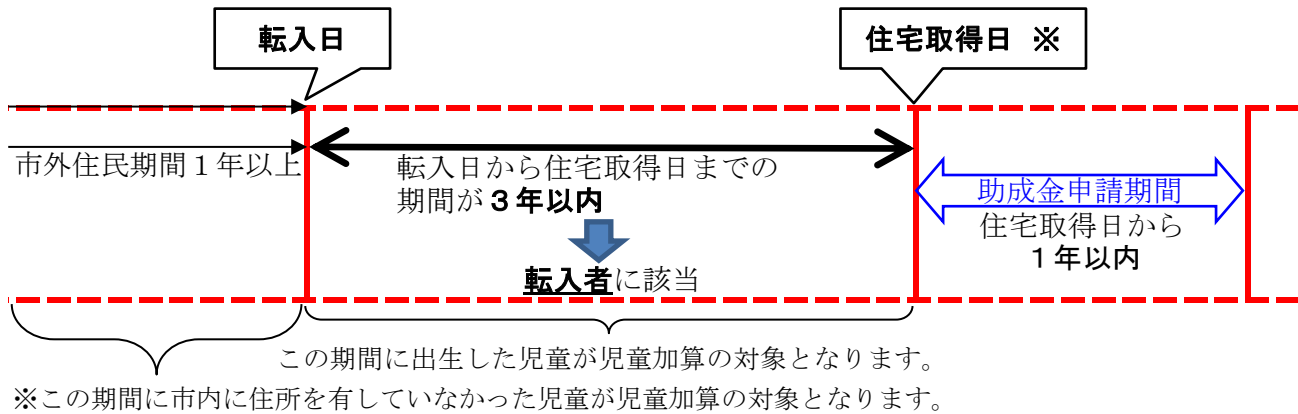 転入日
住宅取得日 ※
市外住民期間１年以上
転入日から住宅取得日までの
期間が３年以内
転入者に該当
助成金申請期間
住宅取得日から
１年以内
この期間に出生した児童が児童加算の対象となります。
※この期間に市内に住所を有していなかった児童が児童加算の対象となります。